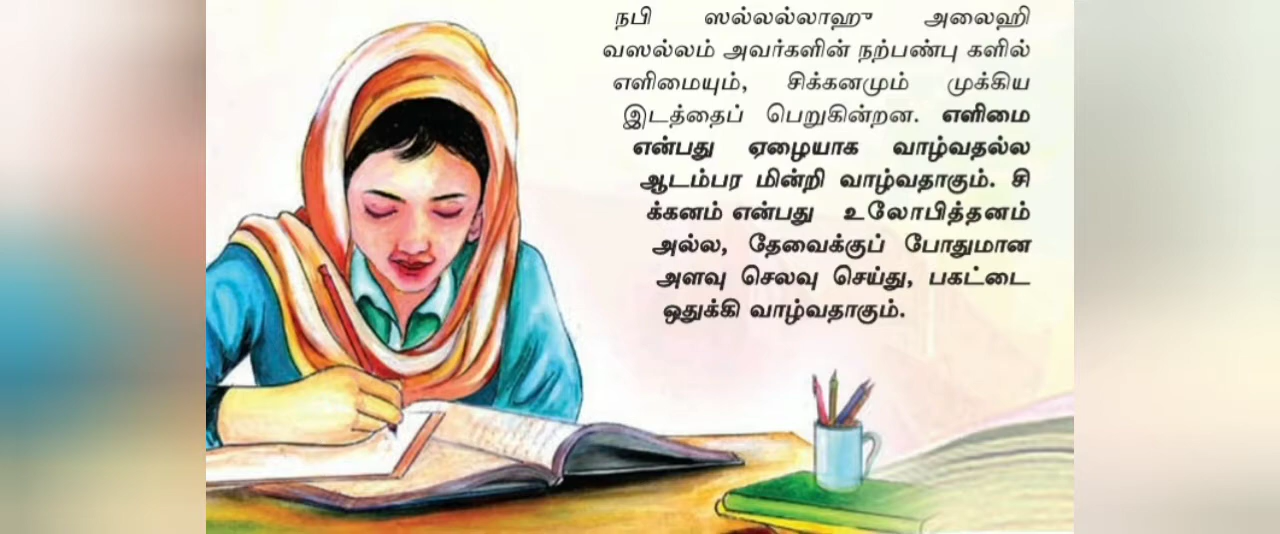 நபி ஸல்லல்லாஹு அலைஹி
வஸல்லம் அவர்களின் நற்பண்பு களில்
எளிமையும், சிக்கனமும் முக்கிய
இடத்தைப் பெறுகின்றன. எளிமை
என்பது ஏழையாக வாழ்வதல்ல
ஆடம்பர மின்றி வாழ்வதாகும். சி
க்கனம் என்பது உலோபித்தனம்
அல்ல, தேவைக்குப் போதுமான
அளவு செலவு செய்து, பகட்டை
ஒதுக்கி வாழ்வதாகும்.